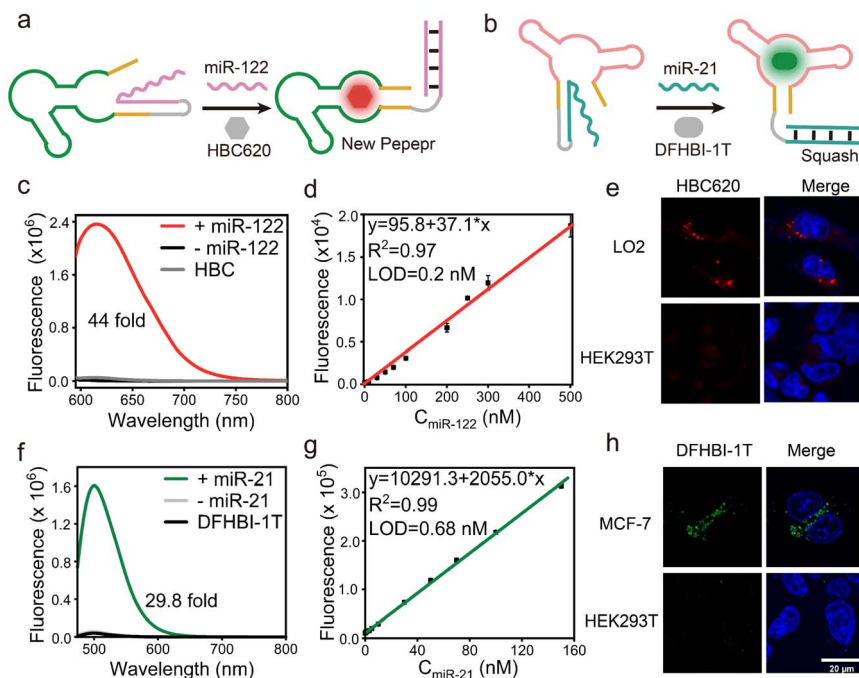 a
miR-122
HBC620
New Pepepr
b
miR-21
DFHBI-1T
Squash
c
Fluorescence (x10⁶)
2.4
1.6
0.8
0.0
+ miR-122
- miR-122
HBC
44 fold
600 650 700 750 800
Wavelength (nm)
d
Fluorescence (x10⁴)
2.0
1.5
1.0
0.5
0.0
y=95.8+37.1*x
R²=0.97
LOD=0.2 nM
0 100 200 300 400 500
C_miR-122 (nM)
e
HBC620 Merge
LO2
HEK293T
f
Fluorescence (x 10⁶)
1.6
1.2
0.8
0.4
0.0
+ miR-21
- miR-21
DFHBI-1T
29.8 fold
500 600 700 800
Wavelength (nm)
g
Fluorescence (x 10⁵)
3.0
2.0
1.0
0.0
y=10291.3+2055.0*x
R²=0.99
LOD=0.68 nM
0 40 80 120 160
C_miR-21 (nM)
h
DFHBI-1T Merge
MCF-7
HEK293T
20 µm